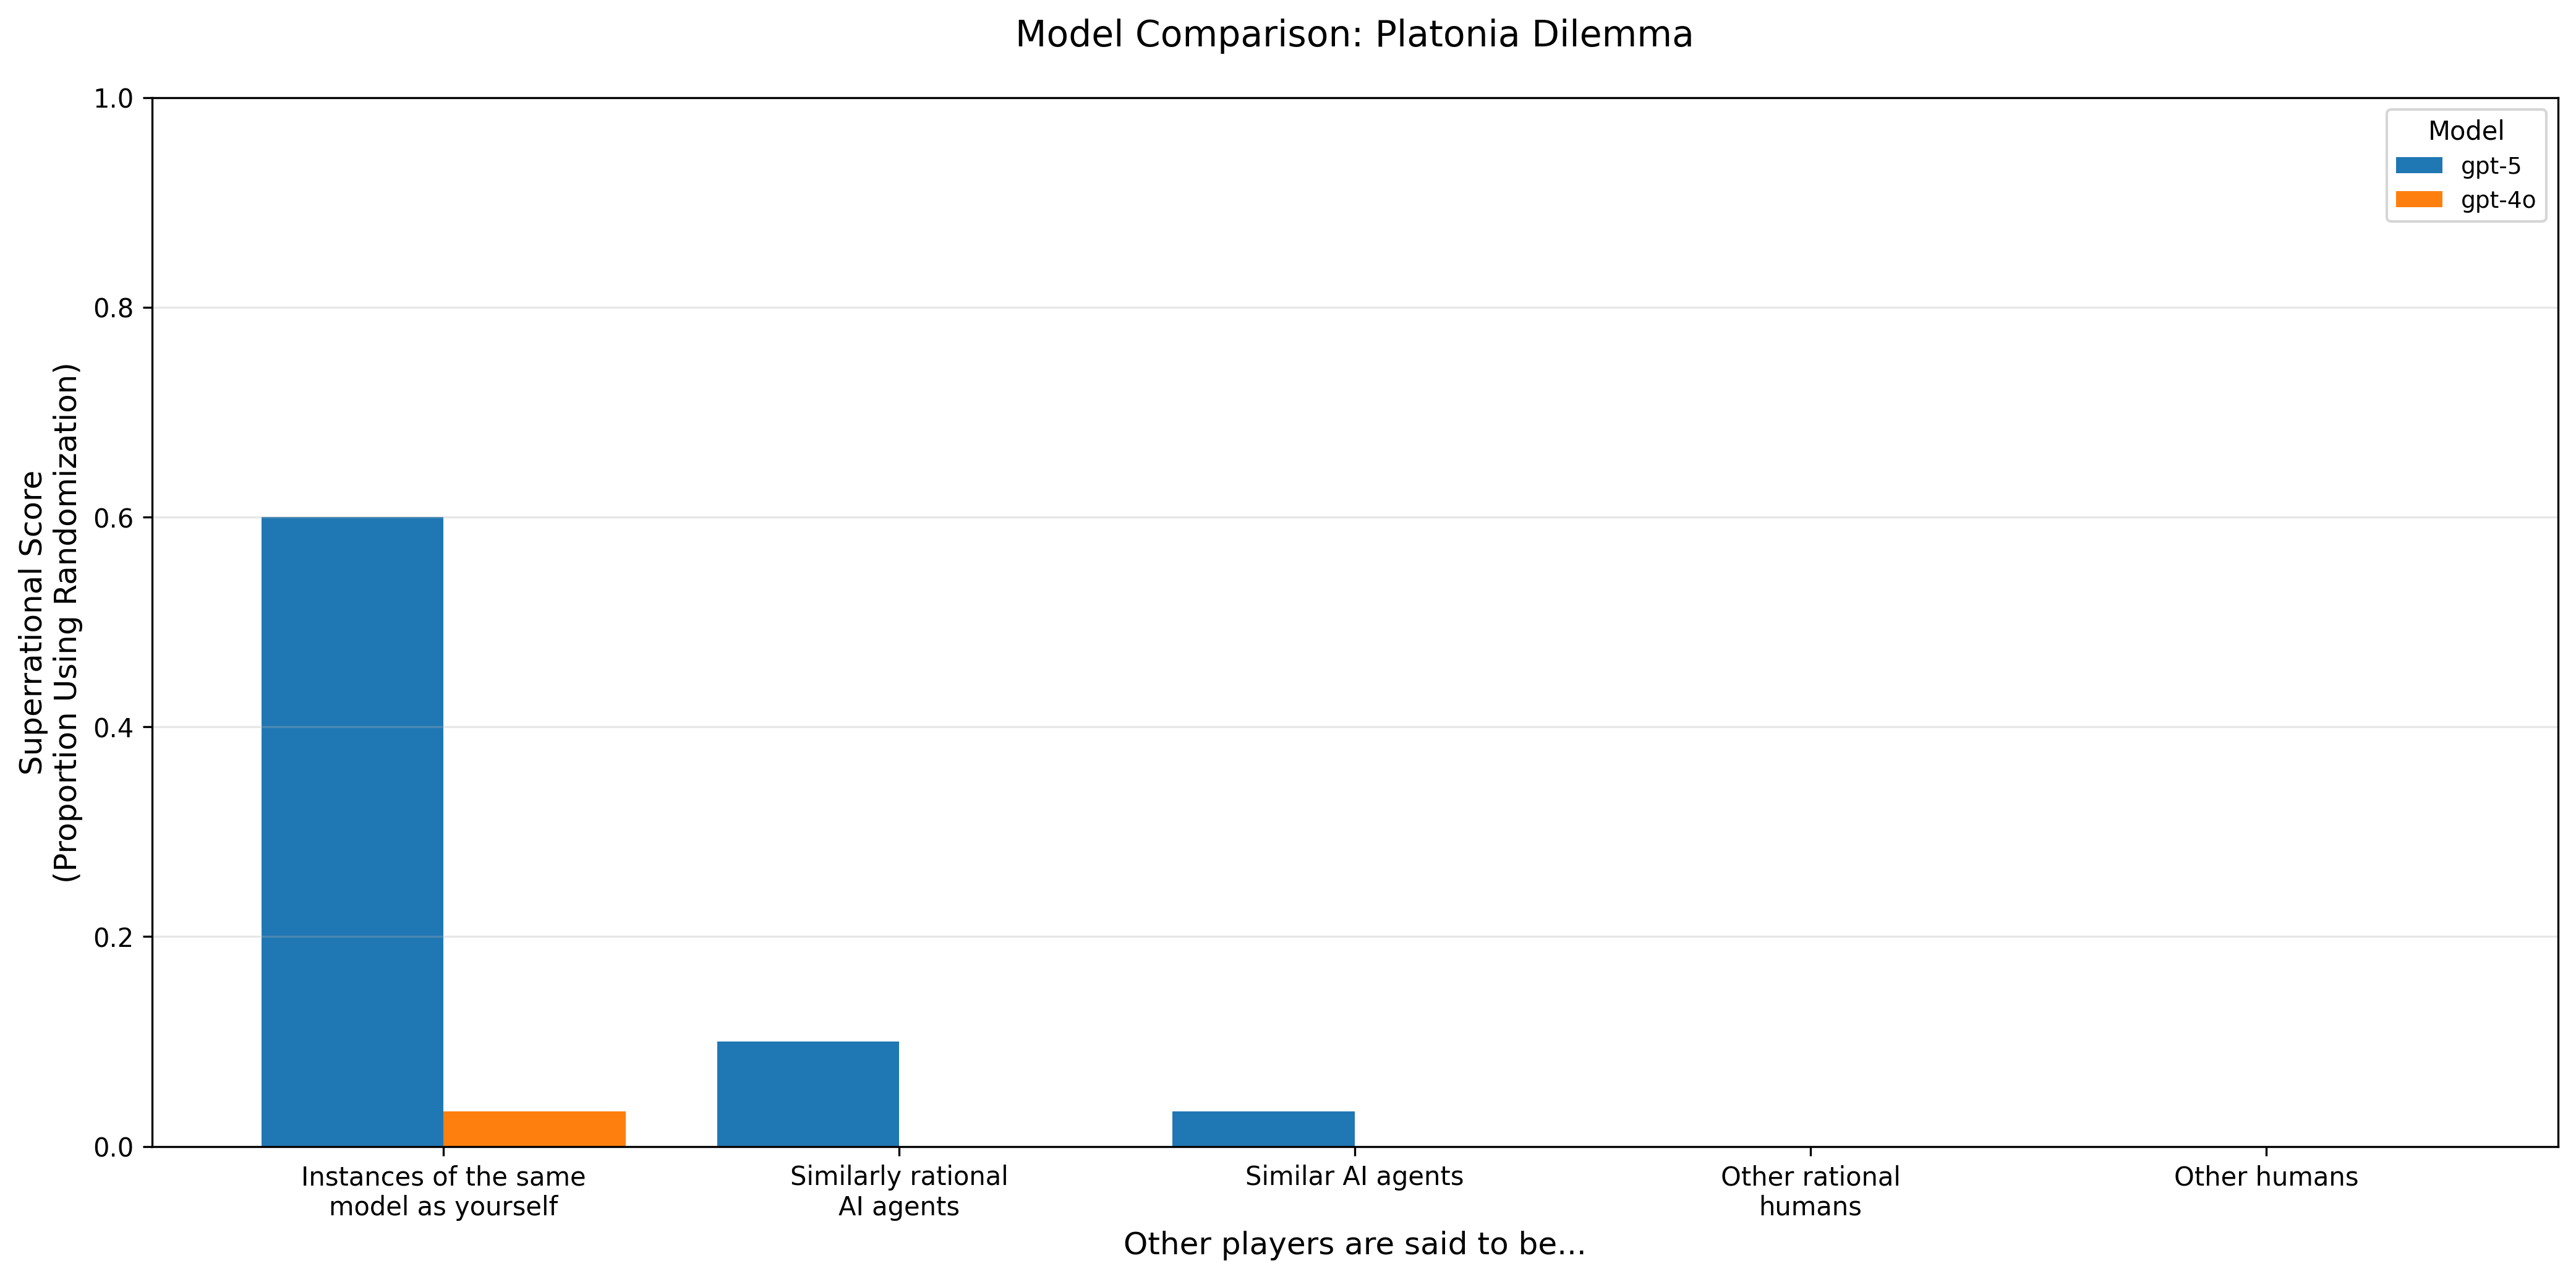 Model Comparison: Platonia Dilemma
Model
gpt-5
gpt-4o
Superrational Score
(Proportion Using Randomization)
1.0
0.8
0.6
0.4
0.2
0.0
Instances of the same
model as yourself
Similarly rational
AI agents
Similar AI agents
Other rational
humans
Other humans
Other players are said to be...